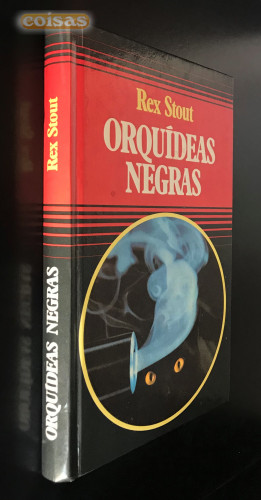 coisas
Rex Stout
ORQUÍDEAS
NEGRAS
Rex Stout
ORQUÍDEAS NEGRAS